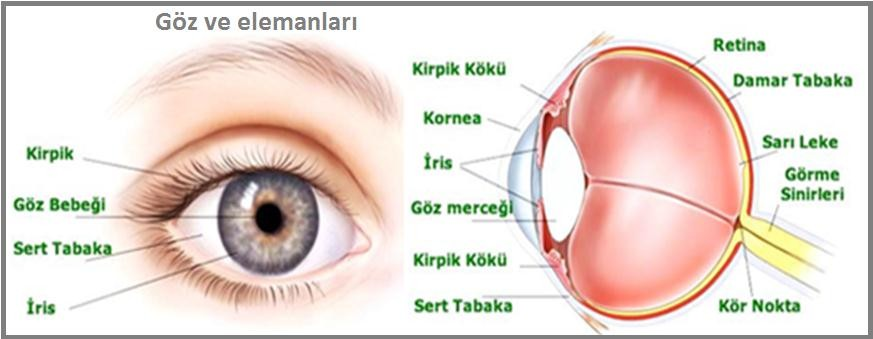 Göz ve elemanları
Kirpik
Göz Bebeği
Sert Tabaka
İris
Kirpik Kökü
Kornea
İris
Göz merceği
Kirpik Kökü
Sert Tabaka
Retina
Damar Tabaka
Sarı Leke
Görme
Sinirleri
Kör Nokta